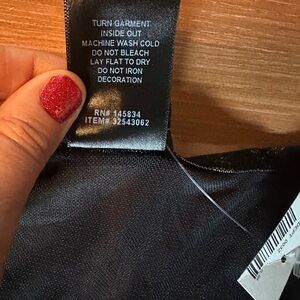 TURN GARMENT
INSIDE OUT
MACHINE WASH COLD
DO NOT BLEACH
LAY FLAT TO DRY
DO NOT IRON
DECORATION
RN# 145834
ITEM# 32543062